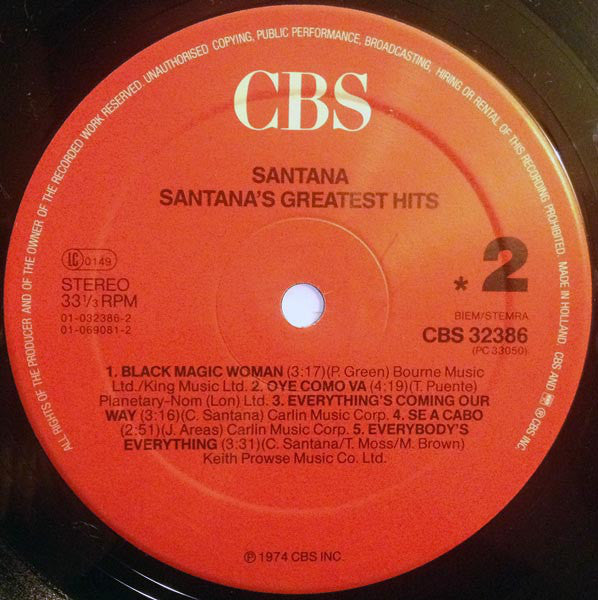 ALL RIGHTS OF THE PRODUCER AND OF THE OWNER OF THE RECORDED WORK RESERVED. UNAUTHORISED COPYING, PUBLIC PERFORMANCE, BROADCASTING, HIRING OR RENTAL OF THIS RECORDING PROHIBITED. MADE IN HOLLAND. CBS AND ® CBS INC.
CBS
SANTANA
SANTANA'S GREATEST HITS
LC 0149
STEREO
33 1/3 RPM
01-032386-2
01-069081-2
* 2
BIEM/STEMRA
CBS 32386
(PC 33050)
1. BLACK MAGIC WOMAN (3:17)(P. Green) Bourne Music
Ltd./King Music Ltd. 2. OYE COMO VA (4:19)(T. Puente)
Planetary-Nom (Lon) Ltd. 3. EVERYTHING'S COMING OUR
WAY (3:16)(C. Santana) Carlin Music Corp. 4. SE A CABO
(2:51)(J. Areas) Carlin Music Corp. 5. EVERYBODY'S
EVERYTHING (3:31)(C. Santana/T. Moss/M. Brown)
Keith Prowse Music Co. Ltd.
℗ 1974 CBS INC.